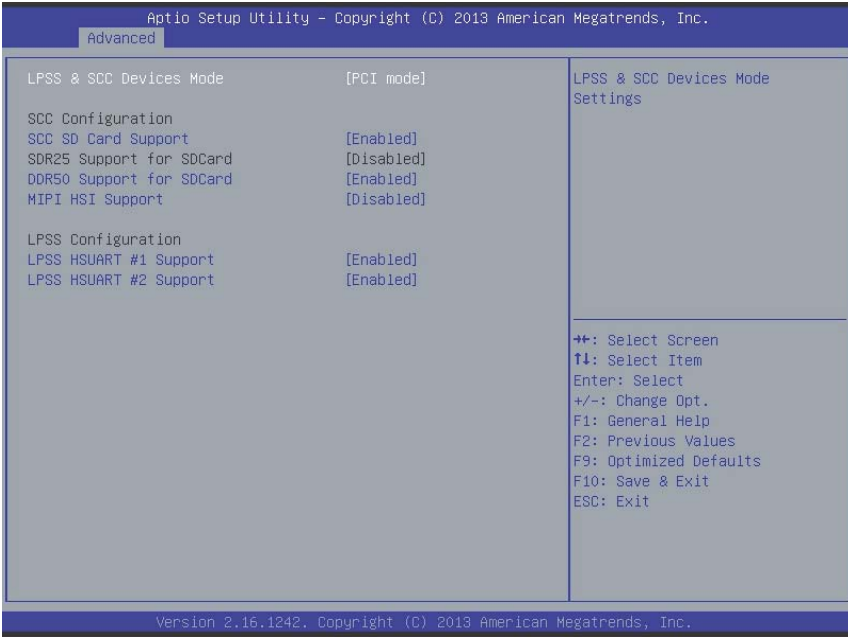 Aptio Setup Utility – Copyright (C) 2013 American Megatrends, Inc.
Advanced
LPSS & SCC Devices Mode [PCI mode]
SCC Configuration
SCC SD Card Support [Enabled]
SDR25 Support for SDCard [Disabled]
DDR50 Support for SDCard [Enabled]
MIPI HSI Support [Disabled]
LPSS Configuration
LPSS HSUART #1 Support [Enabled]
LPSS HSUART #2 Support [Enabled]
LPSS & SCC Devices Mode
Settings
→←: Select Screen
↑↓: Select Item
Enter: Select
+/-: Change Opt.
F1: General Help
F2: Previous Values
F9: Optimized Defaults
F10: Save & Exit
ESC: Exit
Version 2.16.1242. Copyright (C) 2013 American Megatrends, Inc.